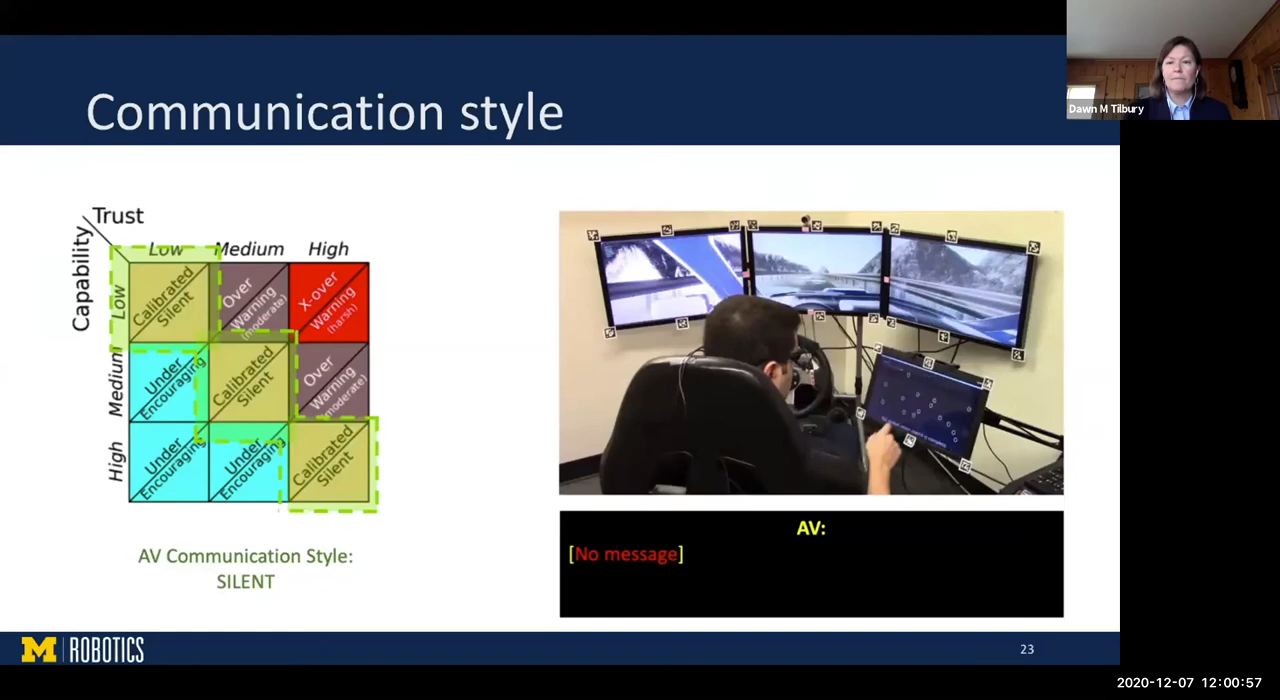 Communication style
Dawn M Tilbury
Trust
Capability
Low
Medium
High
Low
Calibrated
Silent
Over
Warning
(moderate)
X-over
Warning
(harsh)
Medium
Under
Encouraging
Calibrated
Silent
Over
Warning
(moderate)
High
Under
Encouraging
Under
Encouraging
Calibrated
Silent
AV Communication Style:
SILENT
AV:
[No message]
M ROBOTICS
23
2020-12-07 12:00:57